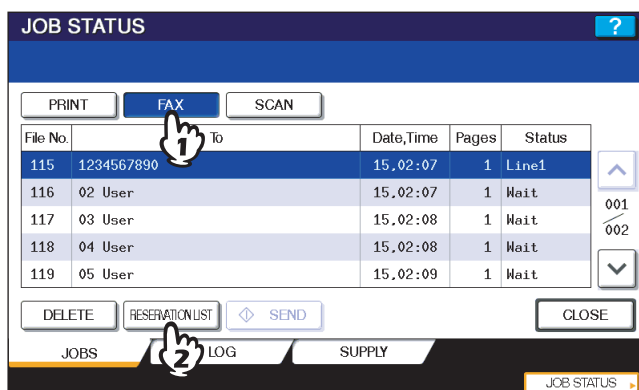 JOB STATUS ?
PRINT FAX SCAN
File No. To Date,Time Pages Status
115 1234567890 15,02:07 1 Line1
116 02 User 15,02:07 1 Wait
117 03 User 15,02:08 1 Wait
118 04 User 15,02:08 1 Wait
119 05 User 15,02:09 1 Wait
001
002
DELETE RESERVATION LIST SEND CLOSE
JOBS LOG SUPPLY
JOB STATUS
1
2